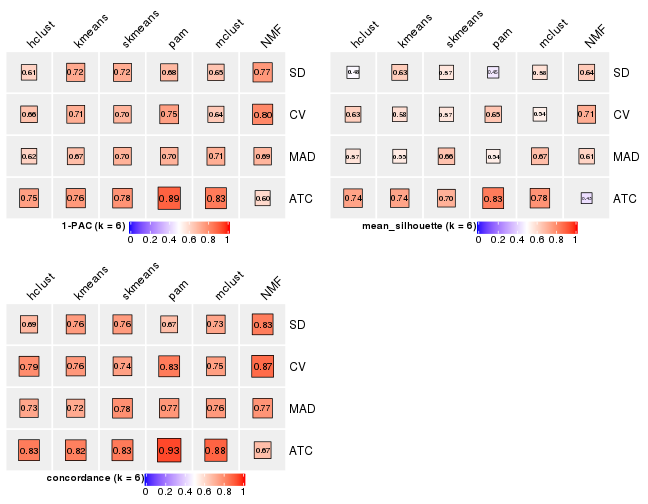 hclust kmeans skmeans pam mclust NMF
0.61 0.72 0.72 0.68 0.65 0.77 SD
0.66 0.71 0.70 0.75 0.64 0.80 CV
0.62 0.67 0.70 0.70 0.71 0.69 MAD
0.75 0.76 0.78 0.89 0.83 0.60 ATC
1-PAC (k = 6)
0 0.2 0.4 0.6 0.8 1
hclust kmeans skmeans pam mclust NMF
0.63 0.57 0.58 0.64 SD
0.63 0.58 0.57 0.65 0.54 0.71 CV
0.57 0.55 0.66 0.54 0.67 0.61 MAD
0.74 0.74 0.70 0.83 0.78 ATC
mean_silhouette (k = 6)
0 0.2 0.4 0.6 0.8 1
hclust kmeans skmeans pam mclust NMF
0.69 0.76 0.76 0.67 0.73 0.83 SD
0.79 0.76 0.74 0.83 0.75 0.87 CV
0.73 0.72 0.78 0.77 0.76 0.77 MAD
0.83 0.82 0.83 0.93 0.88 0.67 ATC
concordance (k = 6)
0 0.2 0.4 0.6 0.8 1